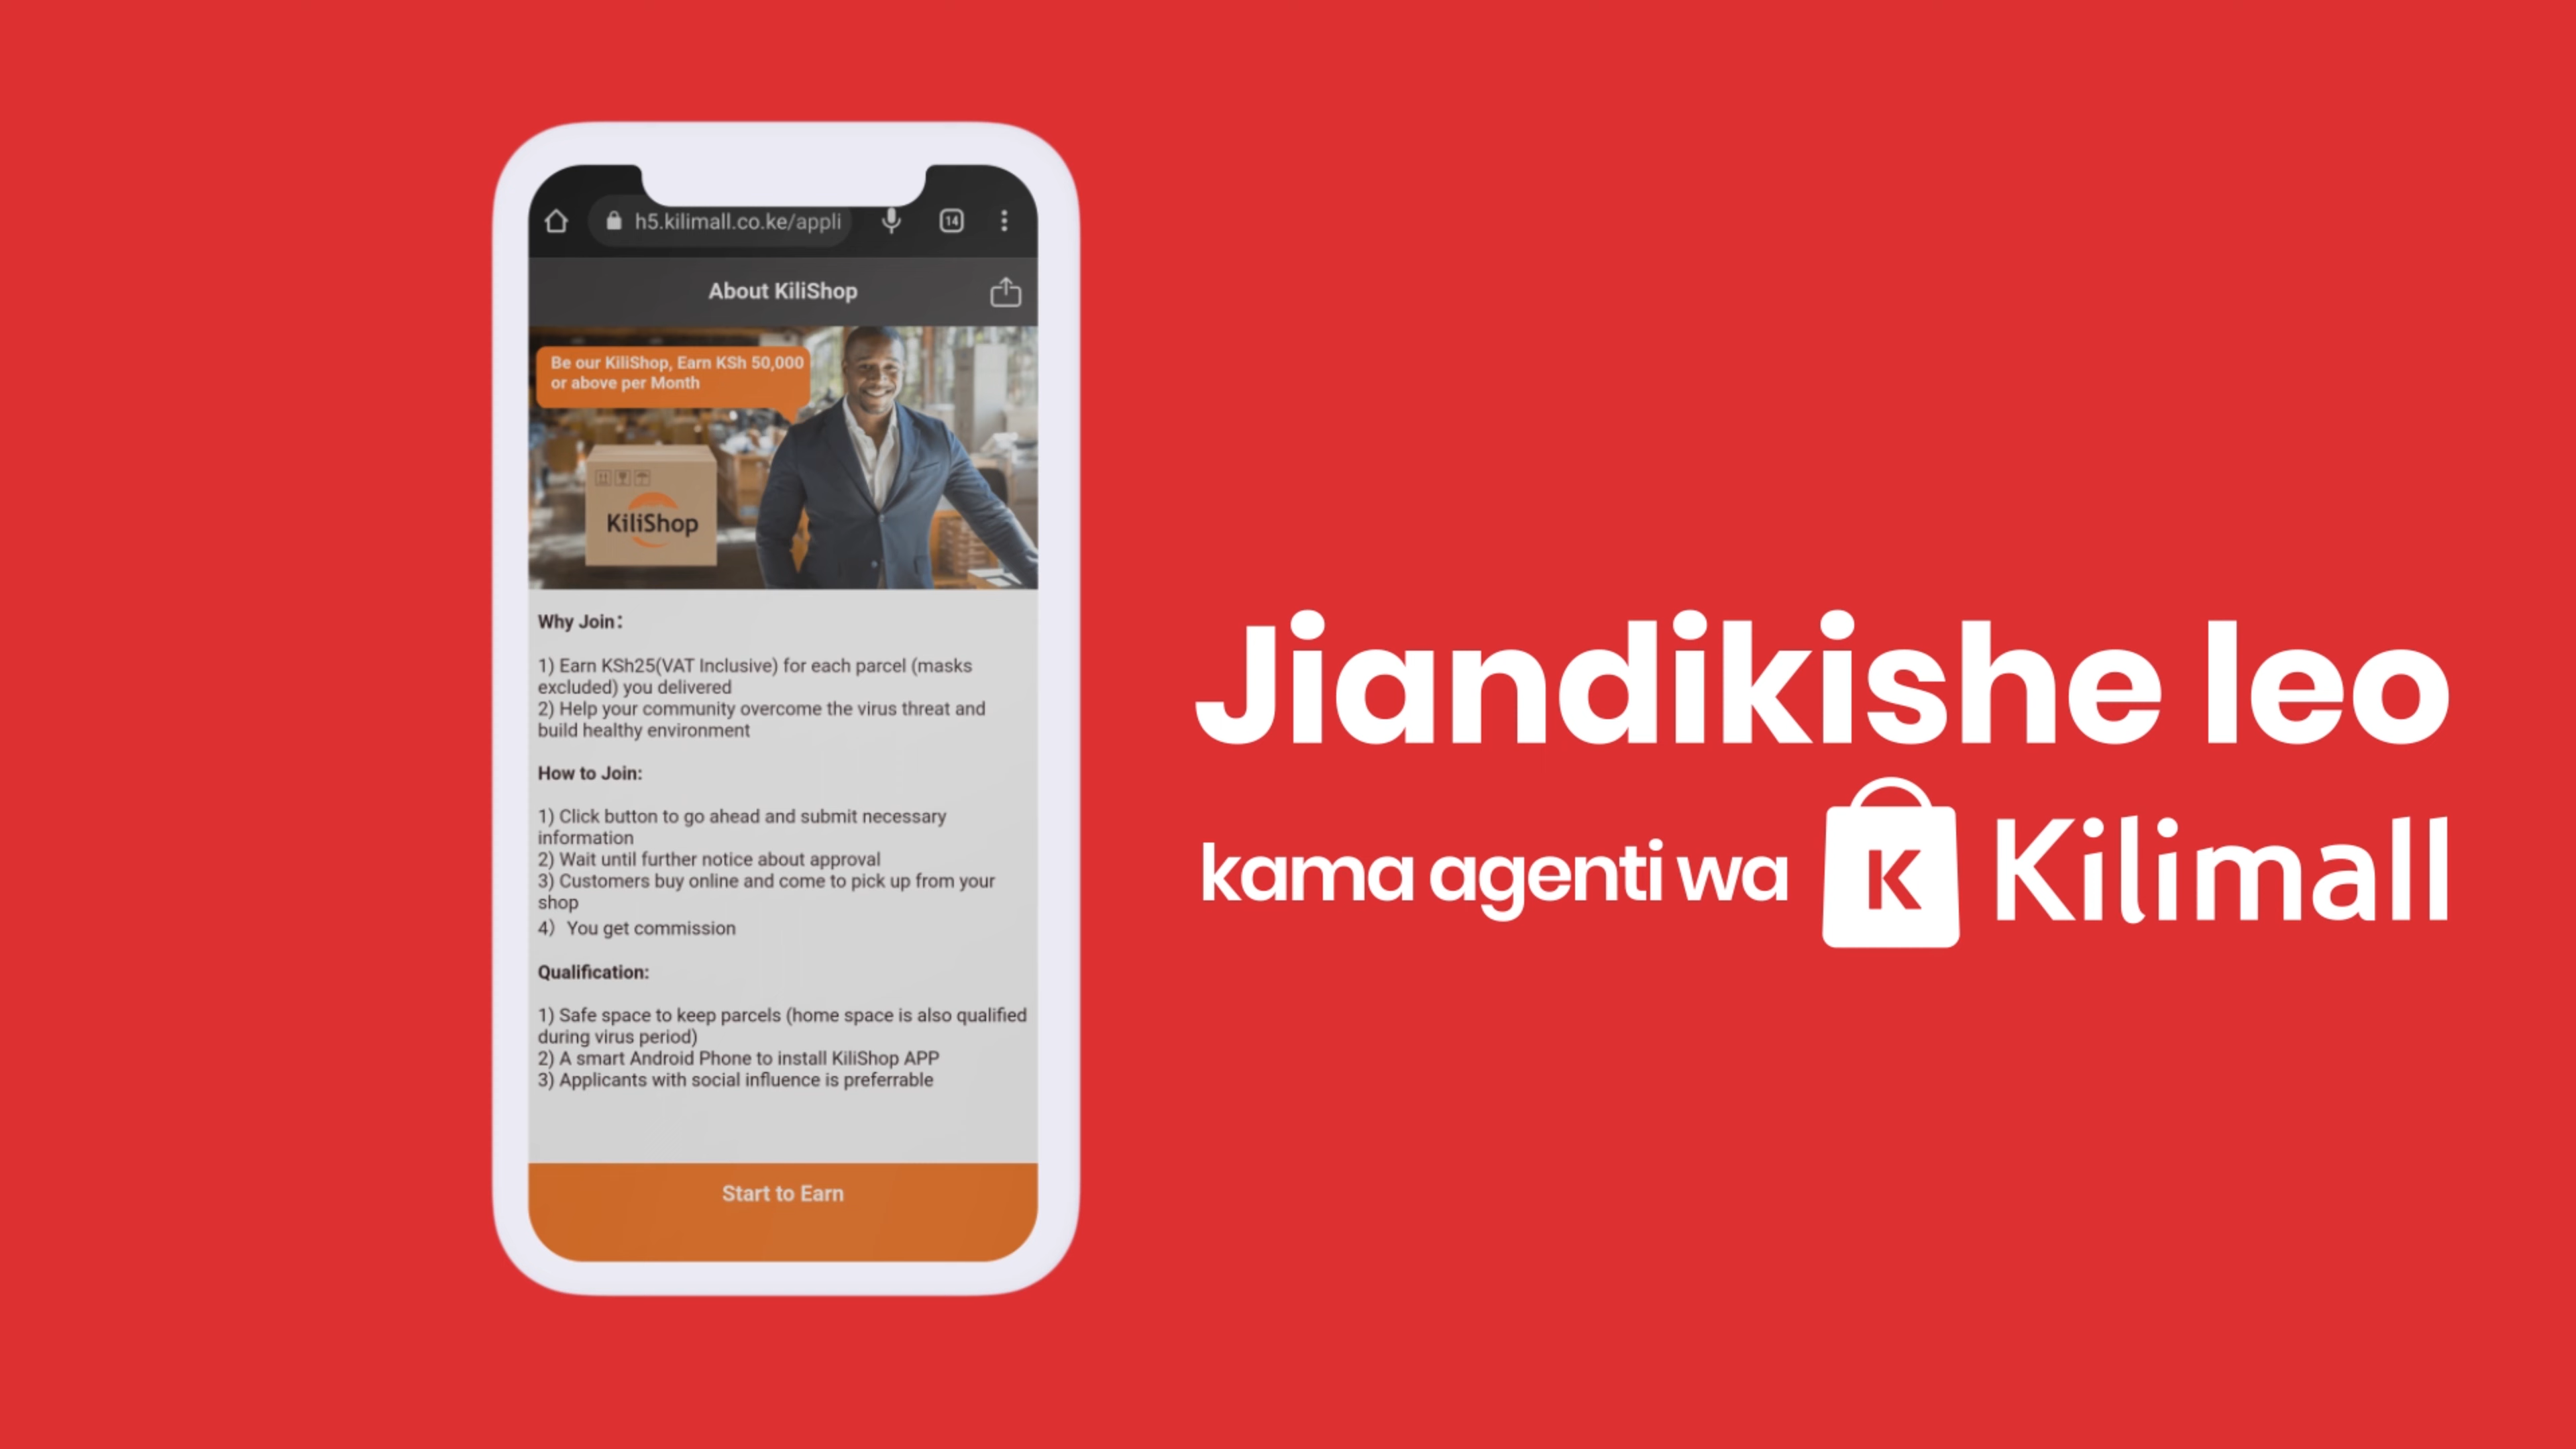 h5.kilimall.co.ke/appli
14
About KiliShop
Be our KiliShop, Earn KSh 50,000
or above per Month
KiliShop
Why Join：
1) Earn KSh25(VAT Inclusive) for each parcel (masks
excluded) you delivered
2) Help your community overcome the virus threat and
build healthy environment
How to Join:
1) Click button to go ahead and submit necessary
information
2) Wait until further notice about approval
3) Customers buy online and come to pick up from your
shop
4）You get commission
Qualification:
1) Safe space to keep parcels (home space is also qualified
during virus period)
2) A smart Android Phone to install KiliShop APP
3) Applicants with social influence is preferrable
Start to Earn
Jiandikishe leo
kama agenti wa K Kilimall